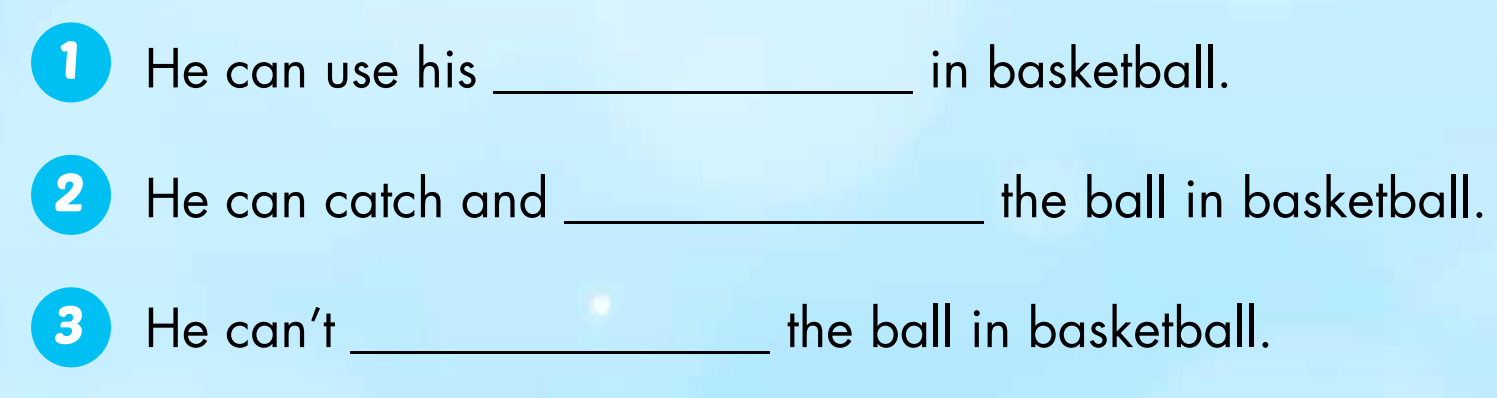 1 He can use his ______________ in basketball.
2 He can catch and ______________ the ball in basketball.
3 He can't ______________ the ball in basketball.